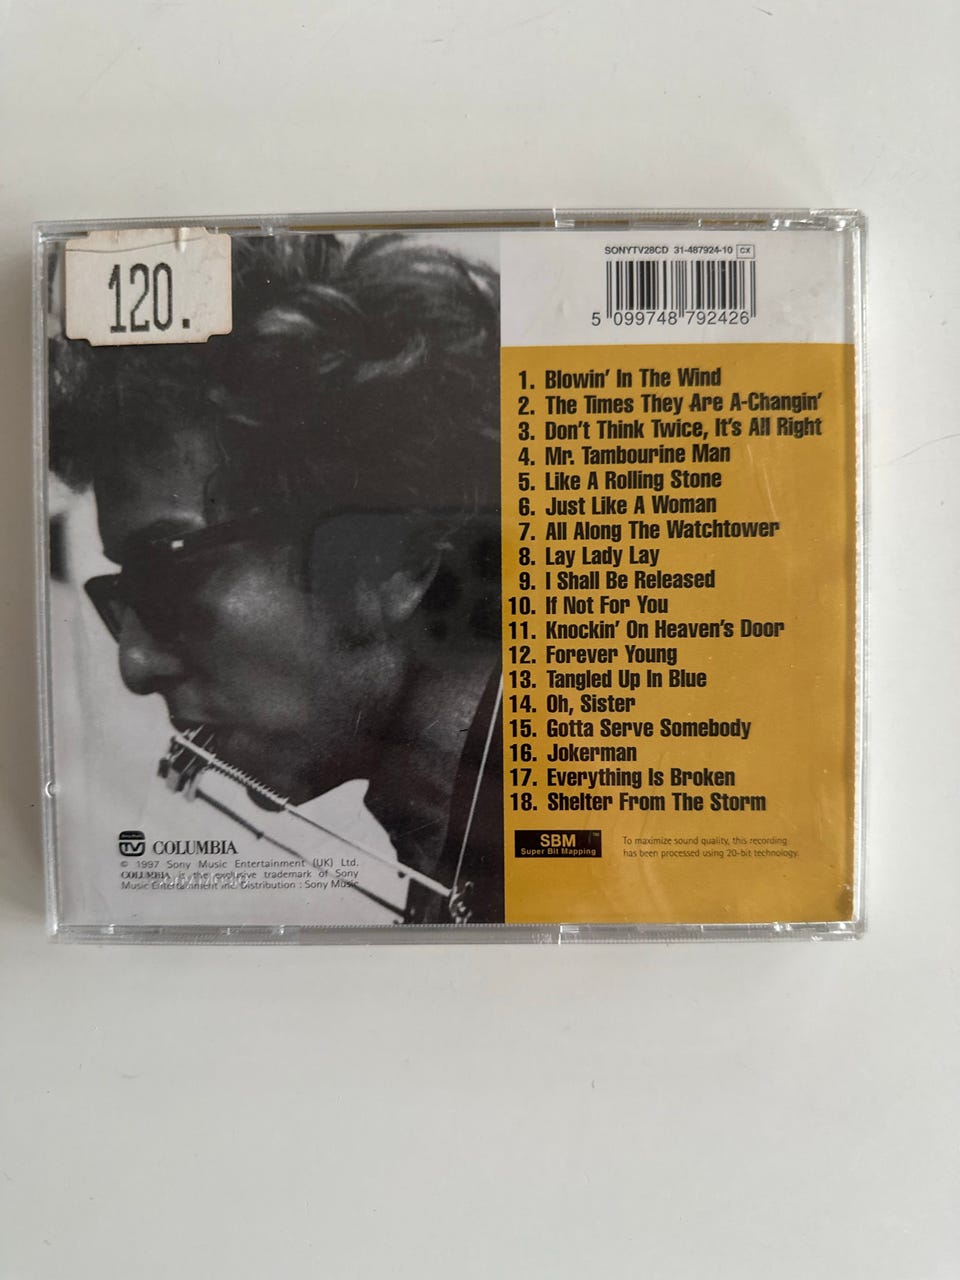 120.
SONYTV28CD 31-487924-10 CX
5 099748 792426
1. Blowin' In The Wind
2. The Times They Are A-Changin'
3. Don't Think Twice, It's All Right
4. Mr. Tambourine Man
5. Like A Rolling Stone
6. Just Like A Woman
7. All Along The Watchtower
8. Lay Lady Lay
9. I Shall Be Released
10. If Not For You
11. Knockin' On Heaven's Door
12. Forever Young
13. Tangled Up In Blue
14. Oh, Sister
15. Gotta Serve Somebody
16. Jokerman
17. Everything Is Broken
18. Shelter From The Storm
SBM™
Super Bit Mapping
To maximize sound quality, this recording
has been processed using 20-bit technology.
TV COLUMBIA
© 1997 Sony Music Entertainment (UK) Ltd.
COLUMBIA is the exclusive trademark of Sony
Music Entertainment Inc. Distribution : Sony Music